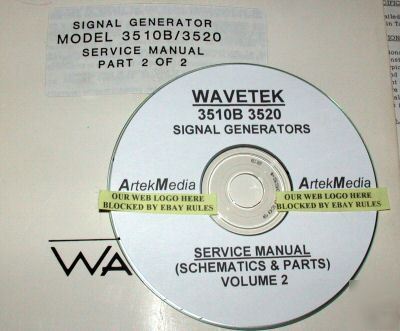 SIGNAL GENERATOR
MODEL 3510B/3520
SERVICE MANUAL
PART 2 OF 2
WAVETEK
3510B 3520
SIGNAL GENERATORS
ArtekMedia
OUR WEB LOGO HERE
BLOCKED BY EBAY RULES
ArtekMedia
OUR WEB LOGO HERE
BLOCKED BY EBAY RULES
SERVICE MANUAL
(SCHEMATICS & PARTS)
VOLUME 2
WA